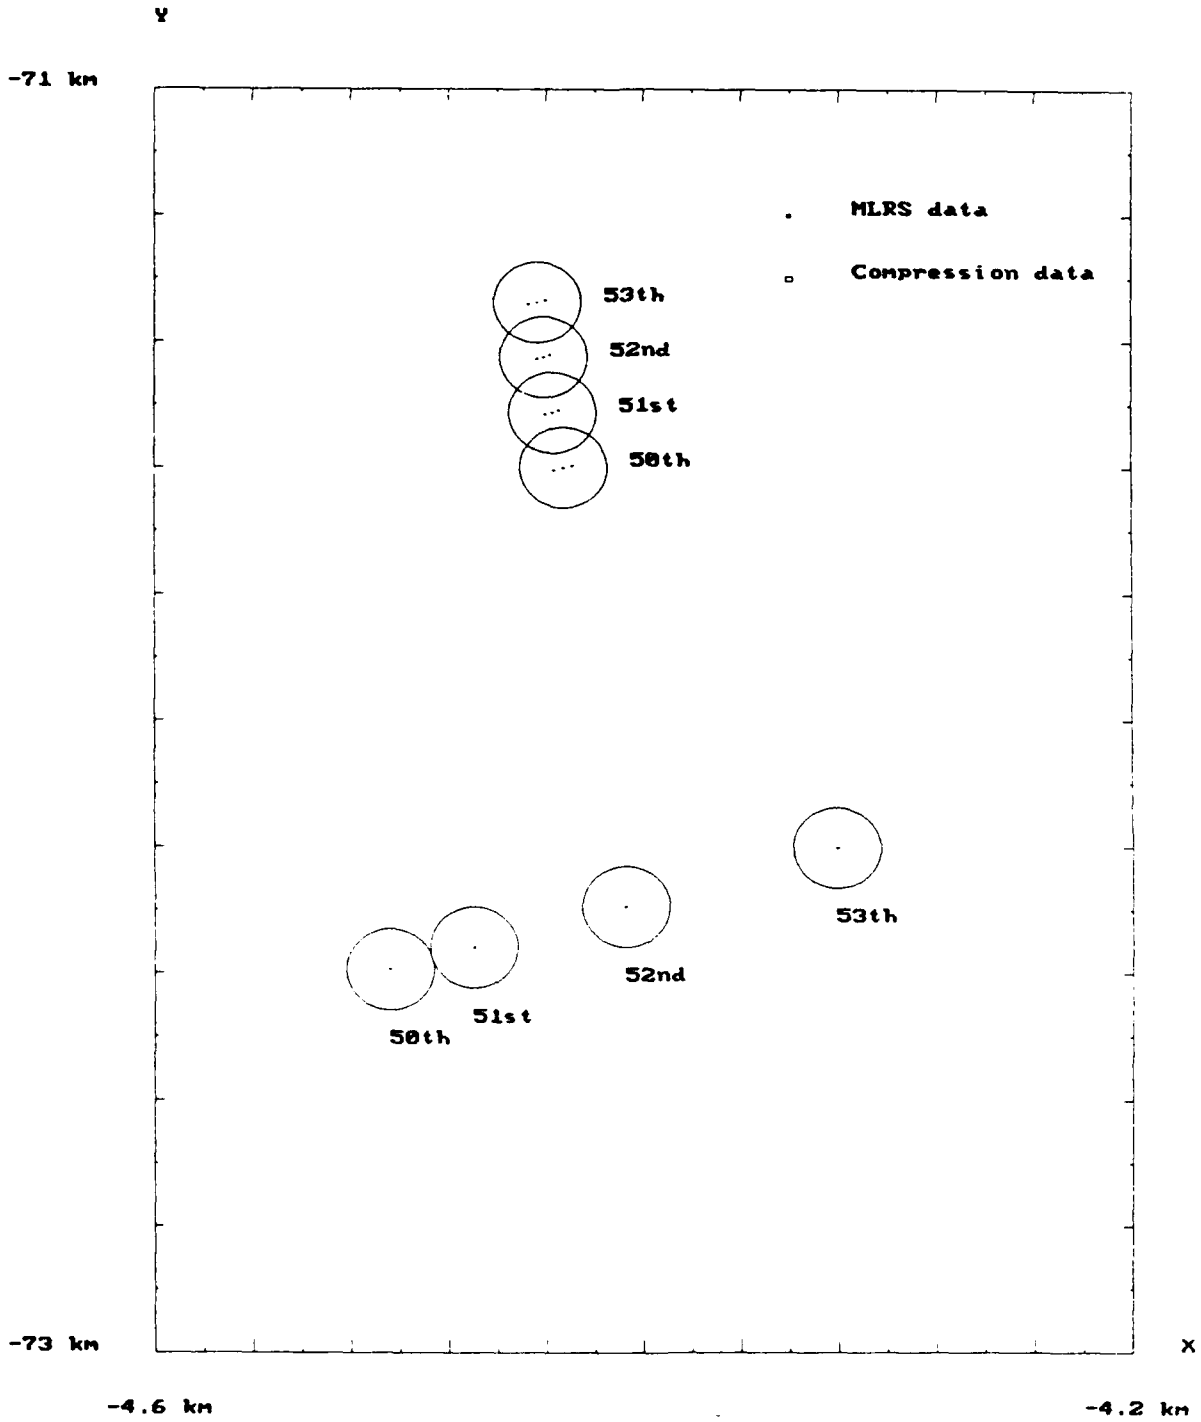 Y
-71 km
MLRS data
Compression data
53th
52nd
51st
50th
53th
52nd
51st
50th
-73 km
X
-4.6 km
-4.2 km